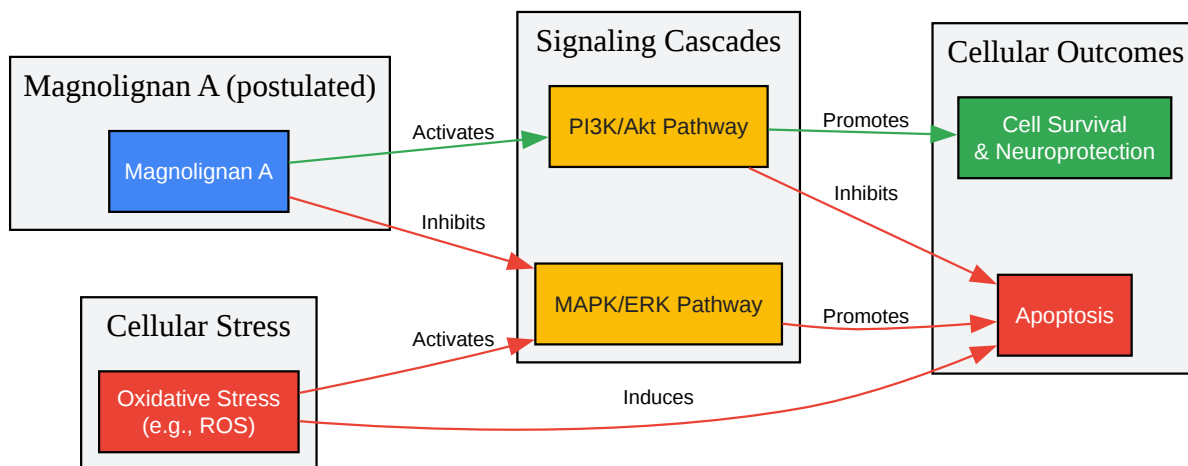 Magnolignan A (postulated)
Magnolignan A
Cellular Stress
Oxidative Stress
(e.g., ROS)
Activates
Inhibits
Activates
Signaling Cascades
PI3K/Akt Pathway
MAPK/ERK Pathway
Promotes
Inhibits
Promotes
Induces
Cellular Outcomes
Cell Survival
& Neuroprotection
Apoptosis